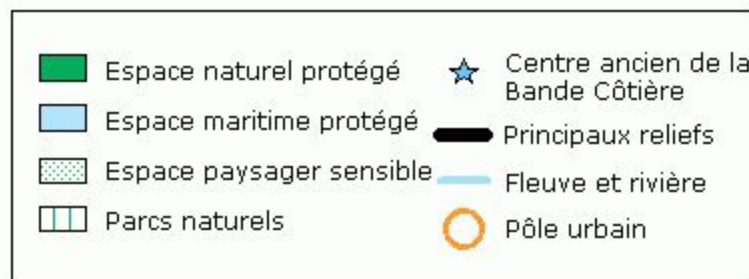 Espace naturel protégé
Espace maritime protégé
Espace paysager sensible
Parcs naturels
Centre ancien de la
Bande Côtière
Principaux reliefs
Fleuve et rivière
Pôle urbain